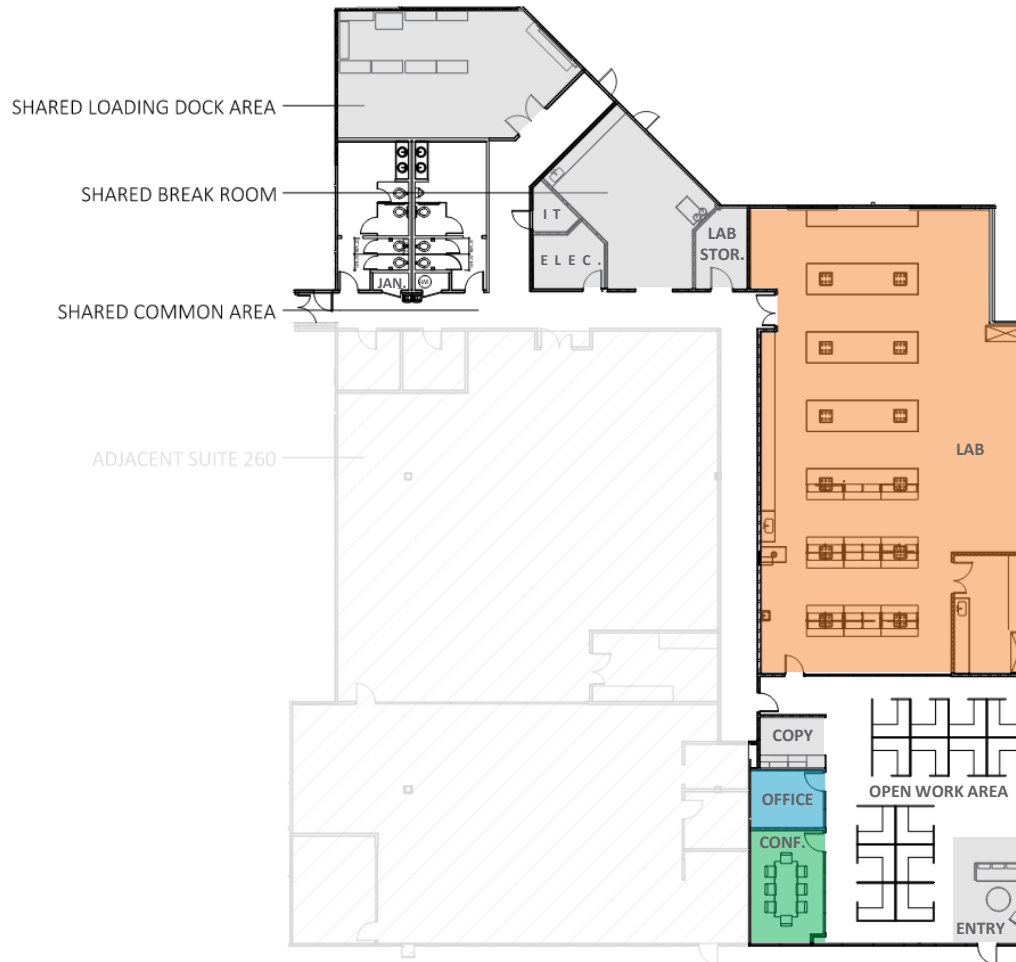 SHARED LOADING DOCK AREA
SHARED BREAK ROOM
I T
LAB
STOR.
E L E C .
JAN.
SHARED COMMON AREA
ADJACENT SUITE 260
LAB
COPY
OPEN WORK AREA
OFFICE
CONF.
ENTRY